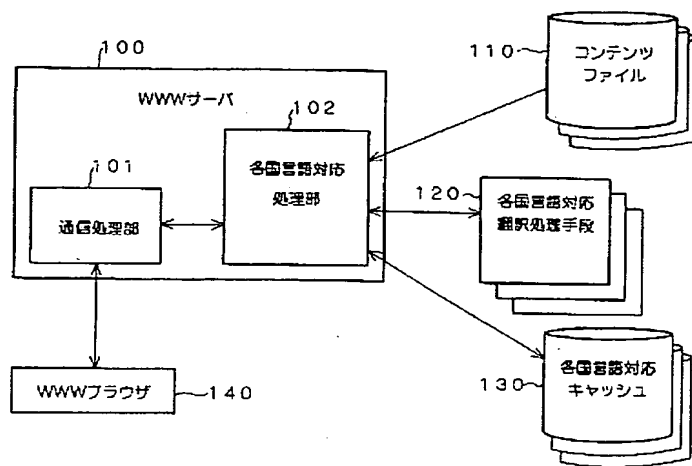 100
WWWサーバ
102
各国言語対応
処理部
101
通信処理部
WWWブラウザ
140
110
コンテンツ
ファイル
120
各国言語対応
翻訳処理手段
130
各国言語対応
キャッシュ